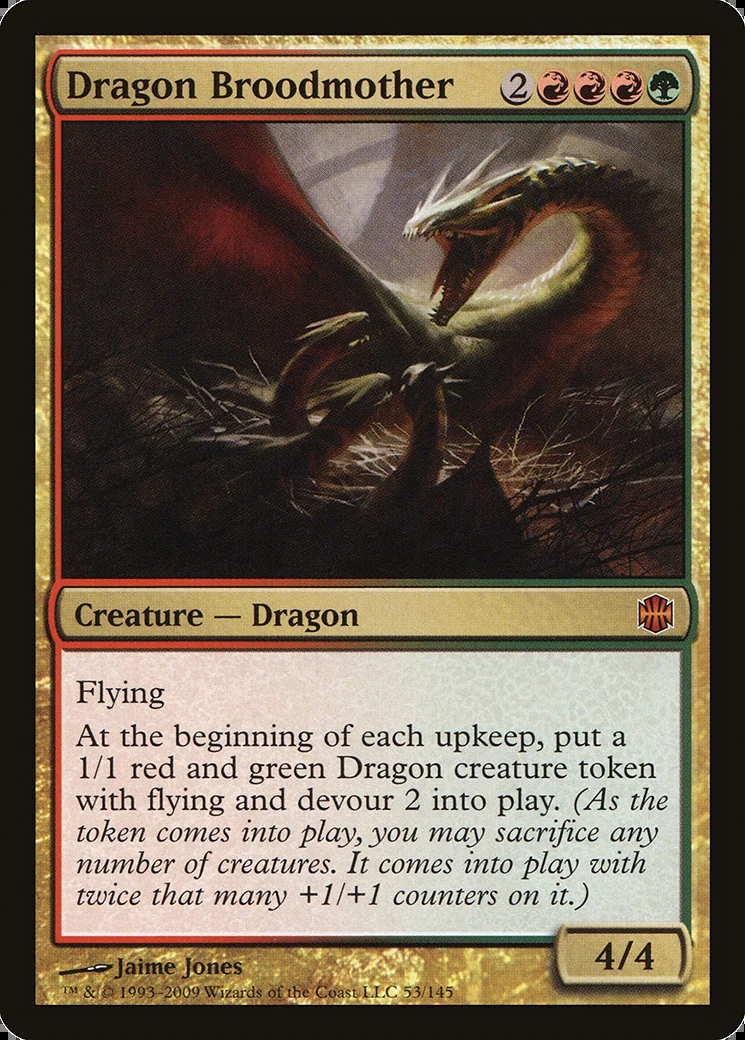 Dragon Broodmother 2
Creature — Dragon
Flying
At the beginning of each upkeep, put a
1/1 red and green Dragon creature token
with flying and devour 2 into play. (As the
token comes into play, you may sacrifice any
number of creatures. It comes into play with
twice that many +1/+1 counters on it.)
4/4
Jaime Jones
™ & © 1993–2009 Wizards of the Coast LLC 53/145